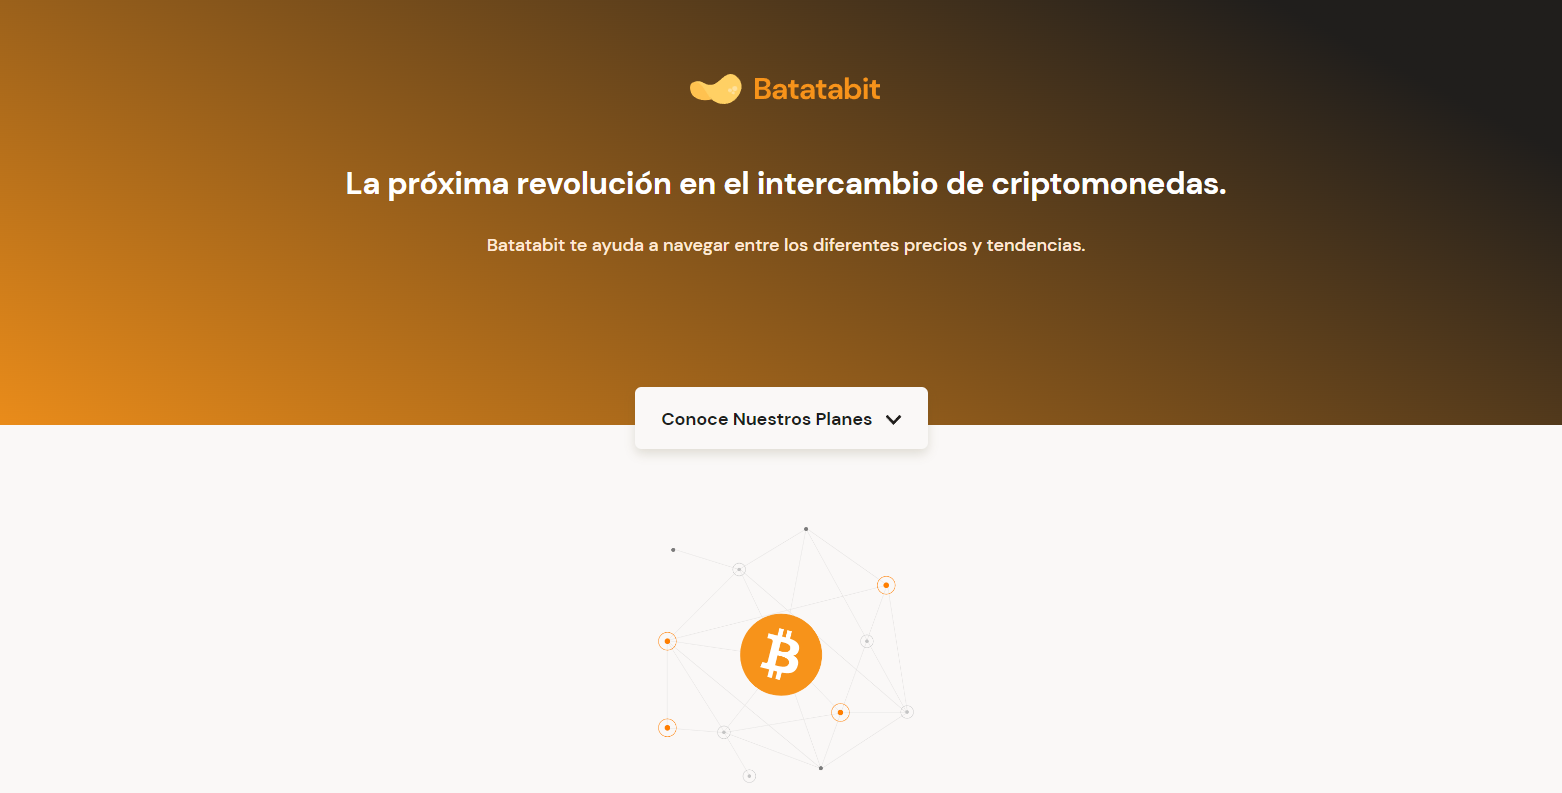 Batatabit
La próxima revolución en el intercambio de criptomonedas.
Batatabit te ayuda a navegar entre los diferentes precios y tendencias.
Conoce Nuestros Planes